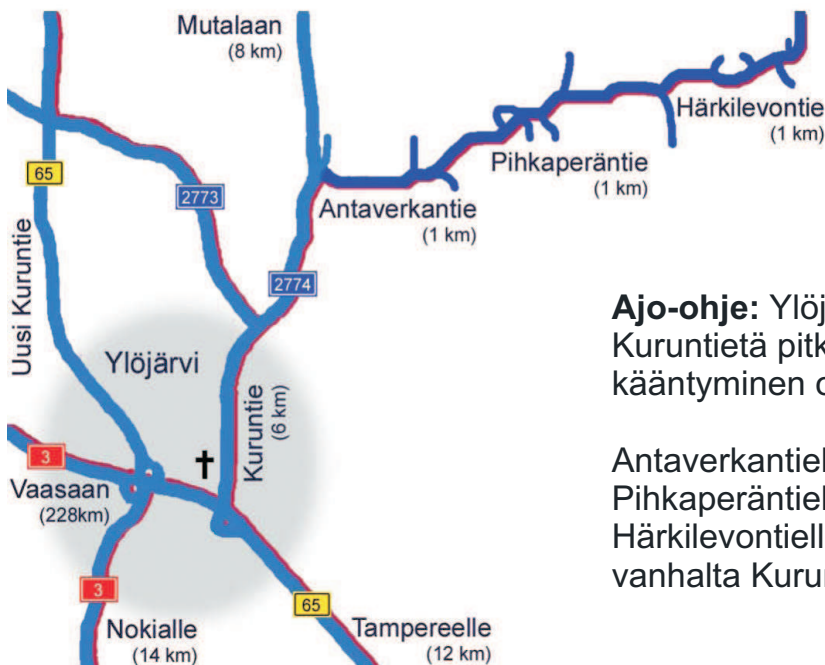 Mutalaan
(8 km)
Härkilevontie
(1 km)
Pihkaperäntie
(1 km)
65
2773
Antaverkantie
(1 km)
Uusi Kuruntie
2774
Ylöjärvi
Kuruntie
(6 km)
3
Vaasaan
(228km)
3
65
Nokialle
(14 km)
Tampereelle
(12 km)
Ajo-ohje: Ylöj
Kuruntietä pitk
kääntyminen o
Antaverkantiel
Pihkaperäntiel
Härkilevontiell
vanhalta Kurun